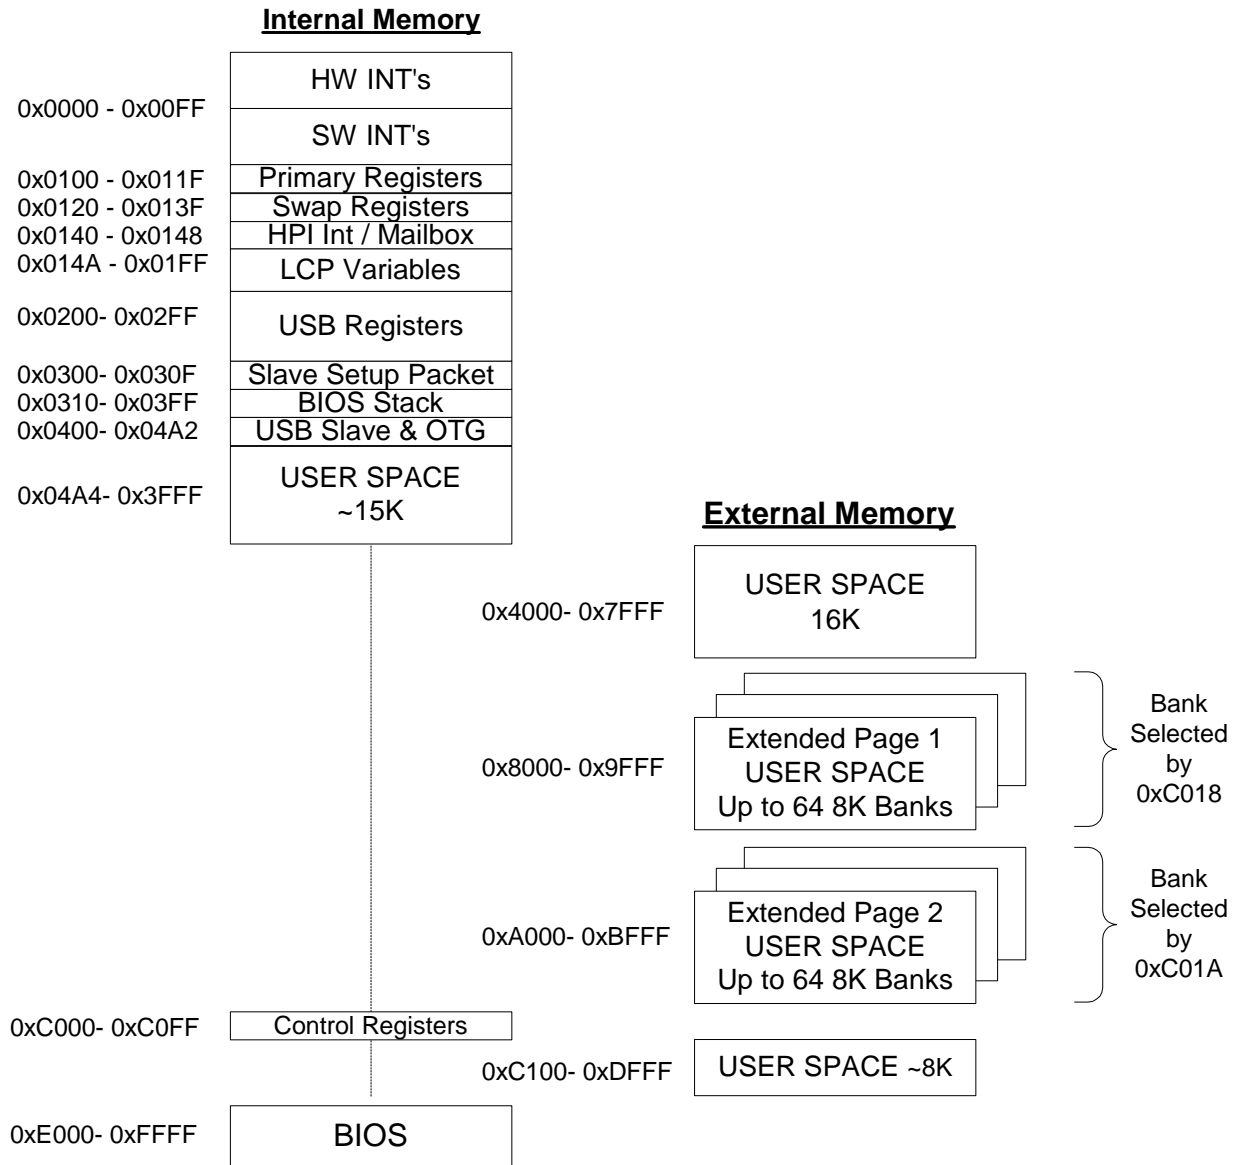 Internal Memory
HW INT's
0x0000 - 0x00FF
SW INT's
0x0100 - 0x011F
Primary Registers
0x0120 - 0x013F
Swap Registers
0x0140 - 0x0148
HPI Int / Mailbox
0x014A - 0x01FF
LCP Variables
0x0200- 0x02FF
USB Registers
0x0300- 0x030F
Slave Setup Packet
0x0310- 0x03FF
BIOS Stack
0x0400- 0x04A2
USB Slave & OTG
0x04A4- 0x3FFF
USER SPACE
~15K
External Memory
0x4000- 0x7FFF
USER SPACE
16K
0x8000- 0x9FFF
Extended Page 1
USER SPACE
Up to 64 8K Banks
Bank
Selected
by
0xC018
0xA000- 0xBFFF
Extended Page 2
USER SPACE
Up to 64 8K Banks
Bank
Selected
by
0xC01A
0xC000- 0xC0FF
Control Registers
0xC100- 0xDFFF
USER SPACE ~8K
0xE000- 0xFFFF
BIOS